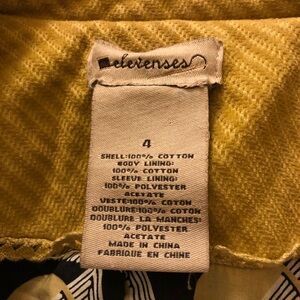 elevenses
4
SHELL:100% COTTON
BODY LINING:
100% COTTON
SLEEVE LINING:
100% POLYESTER
ACETATE
VESTE:100% COTON
DOUBLURE:100% COTON
DOUBLURE LA MANCHES:
100% POLYESTER
ACETATE
MADE IN CHINA
FABRIQUE EN CHINE